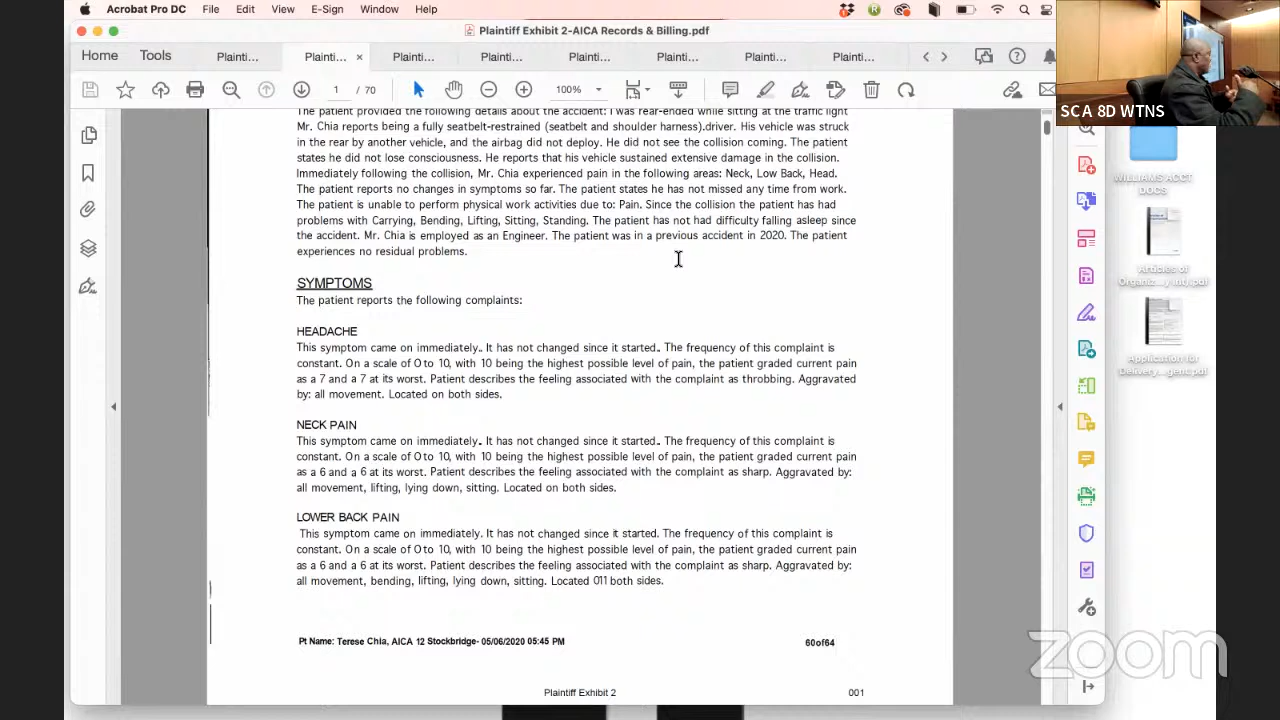 Acrobat Pro DC File Edit View E-Sign Window Help
Plaintiff Exhibit 2-AICA Records & Billing.pdf
Home Tools Plainti... Plainti... × Plainti... Plainti... Plainti... Plainti... Plainti... Plainti...
1 / 70 100%
SCA 8D WTNS
The patient provided the following details about the accident: I was rear-ended while sitting at the traffic light
Mr. Chia reports being a fully seatbelt-restrained (seatbelt and shoulder harness).driver. His vehicle was struck
in the rear by another vehicle, and the airbag did not deploy. He did not see the collision coming. The patient
states he did not lose consciousness. He reports that his vehicle sustained extensive damage in the collision.
Immediately following the collision, Mr. Chia experienced pain in the following areas: Neck, Low Back, Head.
The patient reports no changes in symptoms so far. The patient states he has not missed any time from work.
The patient is unable to perform physical work activities due to: Pain. Since the collision the patient has had
problems with Carrying, Bending, Lifting, Sitting, Standing. The patient has not had difficulty falling asleep since
the accident. Mr. Chia is employed as an Engineer. The patient was in a previous accident in 2020. The patient
experiences no residual problems.
SYMPTOMS
The patient reports the following complaints:
HEADACHE
This symptom came on immediately. It has not changed since it started. The frequency of this complaint is
constant. On a scale of 0 to 10, with 10 being the highest possible level of pain, the patient graded current pain
as a 7 and a 7 at its worst. Patient describes the feeling associated with the complaint as throbbing. Aggravated
by: all movement. Located on both sides.
NECK PAIN
This symptom came on immediately. It has not changed since it started. The frequency of this complaint is
constant. On a scale of 0 to 10, with 10 being the highest possible level of pain, the patient graded current pain
as a 6 and a 6 at its worst. Patient describes the feeling associated with the complaint as sharp. Aggravated by:
all movement, lifting, lying down, sitting. Located on both sides.
LOWER BACK PAIN
This symptom came on immediately. It has not changed since it started. The frequency of this complaint is
constant. On a scale of 0 to 10, with 10 being the highest possible level of pain, the patient graded current pain
as a 6 and a 6 at its worst. Patient describes the feeling associated with the complaint as sharp. Aggravated by:
all movement, bending, lifting, lying down, sitting. Located 011 both sides.
Pt Name: Terese Chia, AICA 12 Stockbridge- 05/06/2020 05:45 PM 60of64
Plaintiff Exhibit 2 001
WILLIAMS ACCT
DOCS
Articles of
Organiz...
Application for
Delivery...gent.pdf
zoom